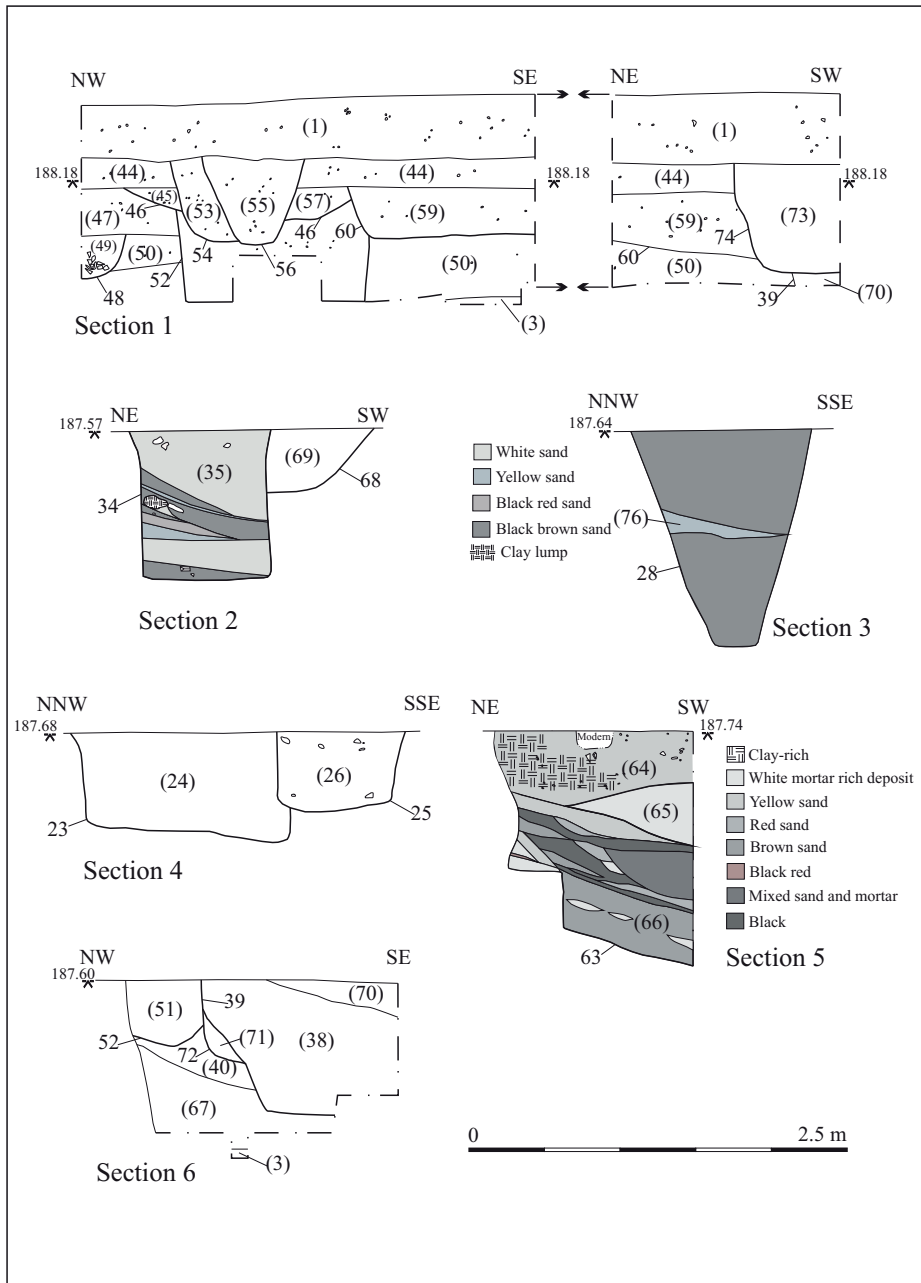 NW SE NE SW
(1) (1)
188.18 (44) (44) 188.18 (44) 188.18
(45)
46 (53) (55) (57) (59) (73)
(47) 46 60 (59) 74
(49) (50) 54 56 (50) 60 (50)
48 52 39 (70)
Section 1 (3)
NE SW
187.57
(35) (69)
34 68
Section 2
White sand
Yellow sand
Black red sand
Black brown sand
Clay lump
NNW SSE
187.64
(76)
28
Section 3
NNW SSE
187.68
(24) (26)
23 25
Section 4
NE SW
187.74
Modern
(64)
(65)
(66)
63
Clay-rich
White mortar rich deposit
Yellow sand
Red sand
Brown sand
Black red
Mixed sand and mortar
Black
Section 5
NW SE
187.60
(51) 39 (70)
52 72 (71) (38)
(40)
(67)
(3)
Section 6
0 2.5 m